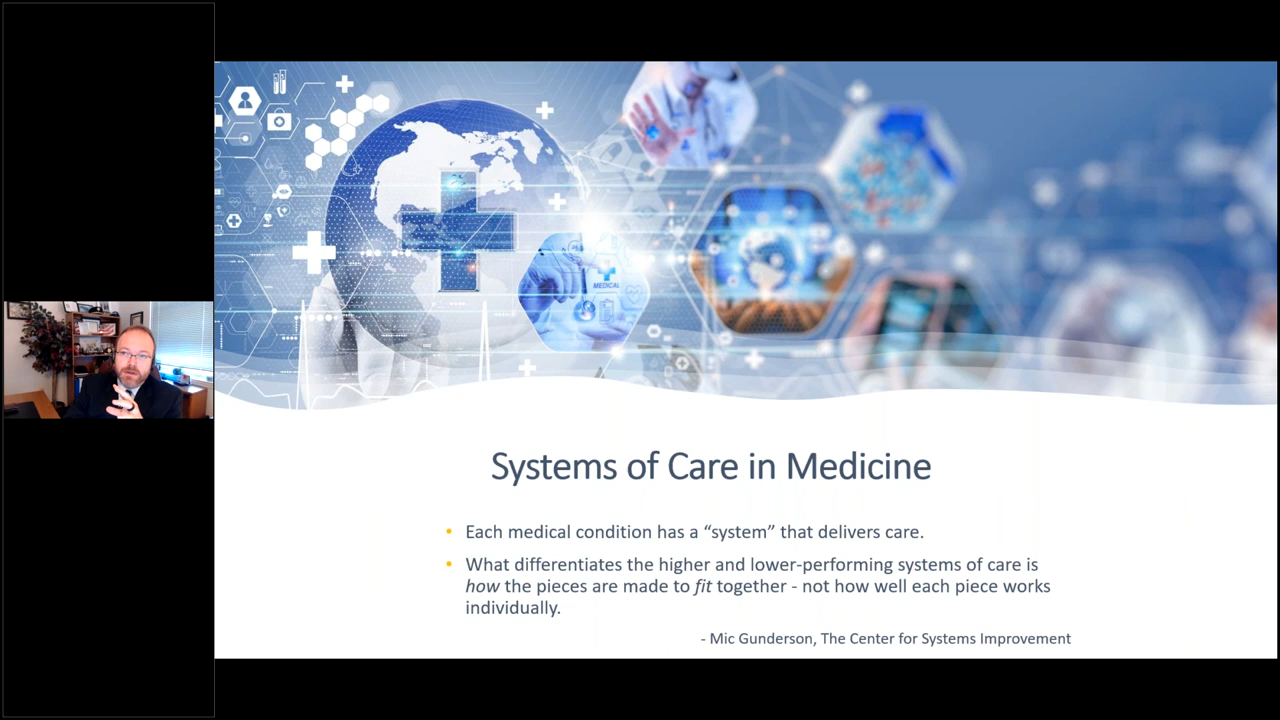 MEDICAL
Systems of Care in Medicine
• Each medical condition has a “system” that delivers care.
• What differentiates the higher and lower-performing systems of care is
how the pieces are made to fit together - not how well each piece works
individually.
- Mic Gunderson, The Center for Systems Improvement